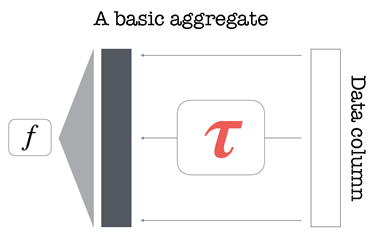 A basic aggregate
f
τ
Data column